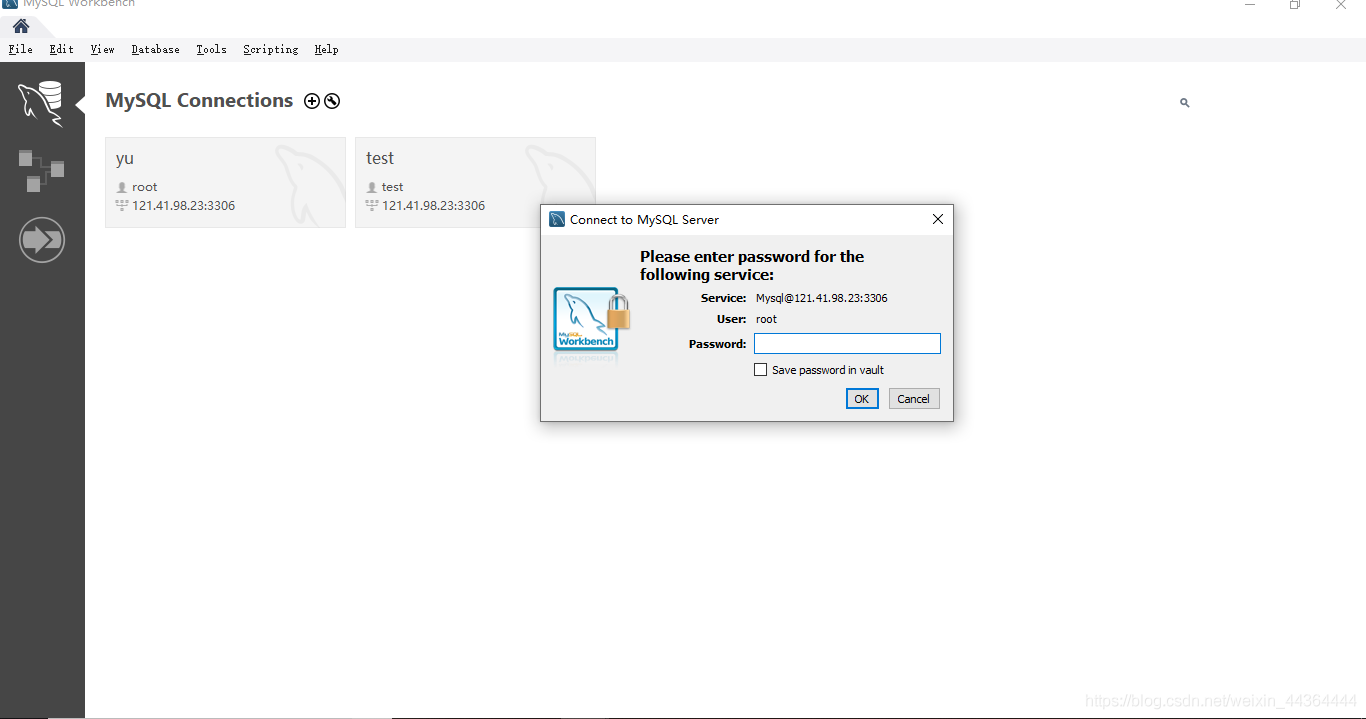 MySQL Workbench
File Edit View Database Tools Scripting Help
MySQL Connections
yu
root
121.41.98.23:3306
test
test
121.41.98.23:3306
Connect to MySQL Server
Please enter password for the
following service:
Service: Mysql@121.41.98.23:3306
User: root
Password:
Save password in vault
OK Cancel
MySQL
Workbench
https://blog.csdn.net/weixin_44364444